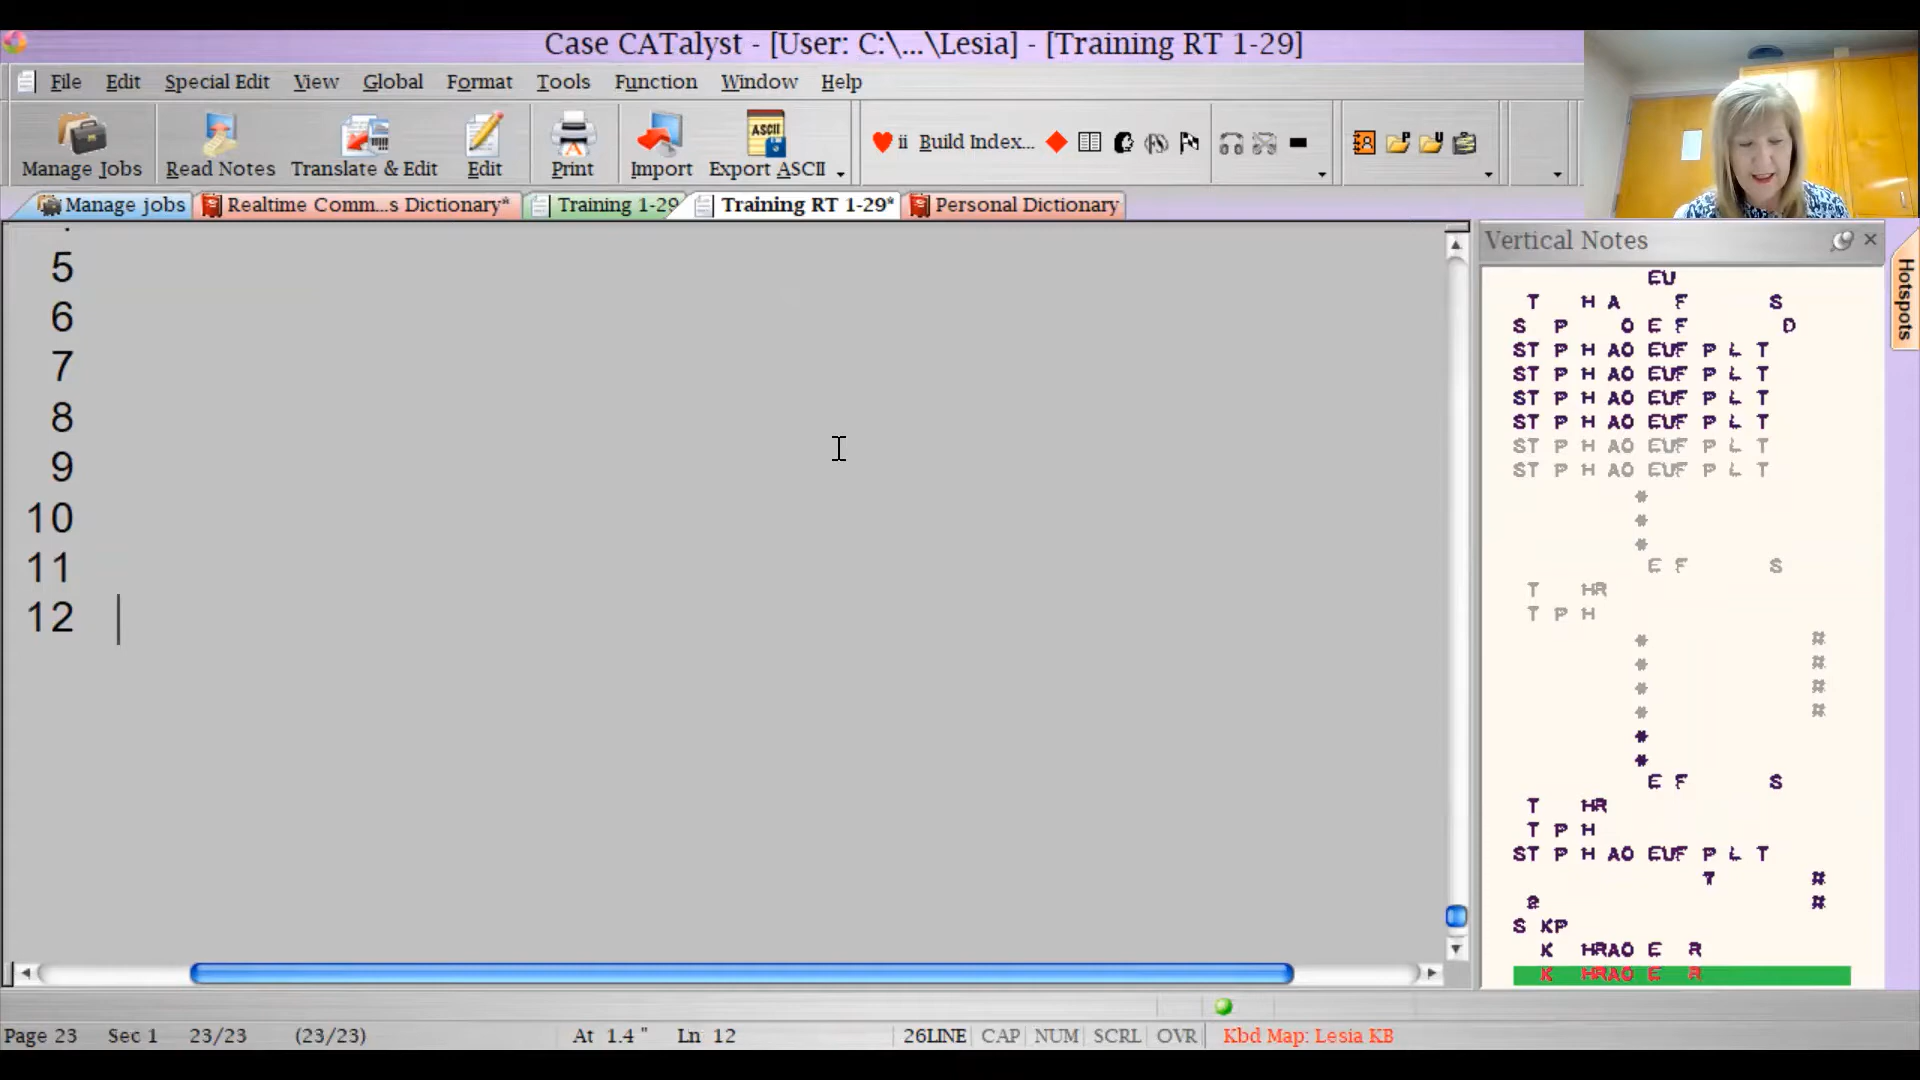 Case CATalyst - [User: C:\...\Lesia] - [Training RT 1-29]
File Edit Special Edit View Global Format Tools Function Window Help
ASCII
ii Build Index...
Manage Jobs Read Notes Translate & Edit Edit Print Import Export ASCII
Manage jobs Realtime Comm...s Dictionary* Training 1-29 Training RT 1-29* Personal Dictionary
Vertical Notes
Hotspots
5
6
7
8
9
10
11
12
EU
T H A F S
S P O E F D
ST P H AO EUF P L T
ST P H AO EUF P L T
ST P H AO EUF P L T
ST P H AO EUF P L T
ST P H AO EUF P L T
ST P H AO EUF P L T
*
*
*
E F S
T HR
T P H
* #
* #
* #
* #
*
*
E F S
T HR
T P H
ST P H AO EUF P L T
7 #
2 #
S KP
K HRAO E R
K HRAO E R
Page 23 Sec 1 23/23 (23/23) At 1.4 " Ln 12 26LINE CAP NUM SCRL OVR Kbd Map: Lesia KB